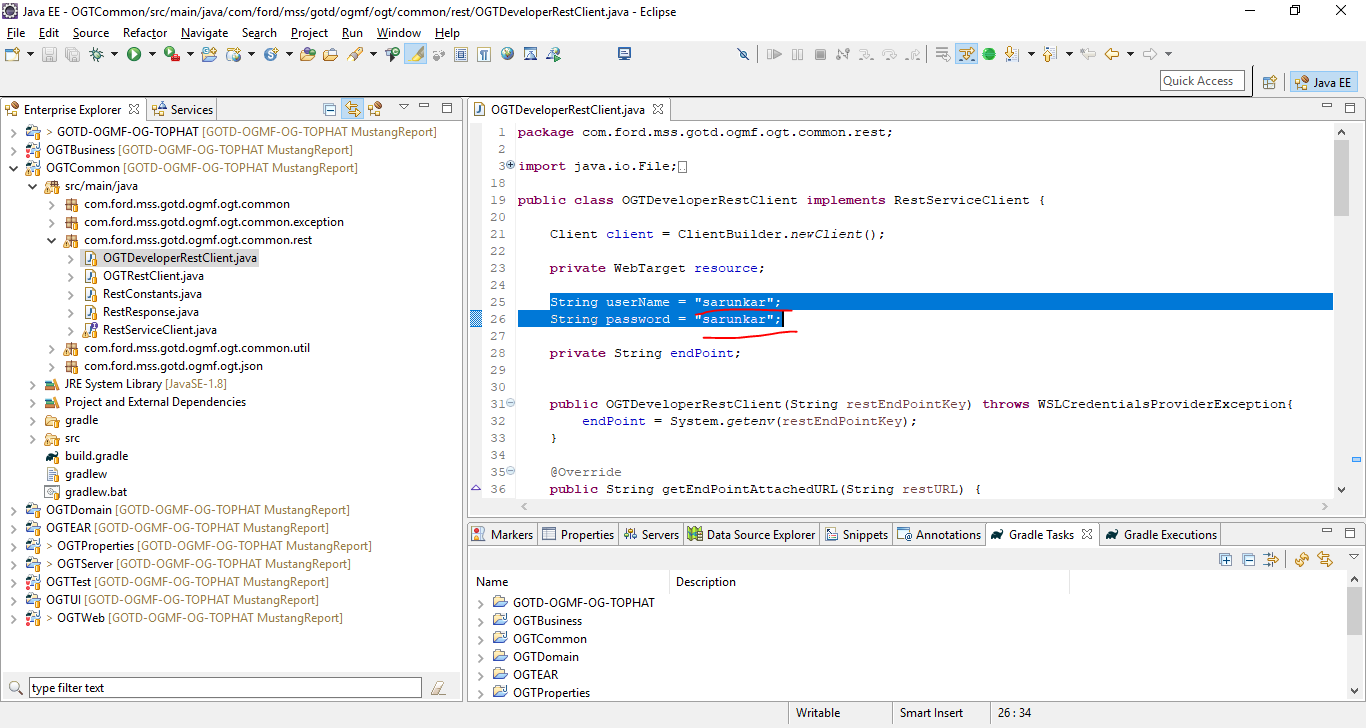 Java EE - OGTCommon/src/main/java/com/ford/mss/gotd/ogmf/ogt/common/rest/OGTDeveloperRestClient.java - Eclipse
File Edit Source Refactor Navigate Search Project Run Window Help
Quick Access
Java EE
Enterprise Explorer
Services
> GOTD-OGMF-OG-TOPHAT [GOTD-OGMF-OG-TOPHAT MustangReport]
OGTBusiness [GOTD-OGMF-OG-TOPHAT MustangReport]
OGTCommon [GOTD-OGMF-OG-TOPHAT MustangReport]
src/main/java
com.ford.mss.gotd.ogmf.ogt.common
com.ford.mss.gotd.ogmf.ogt.common.exception
com.ford.mss.gotd.ogmf.ogt.common.rest
OGTDeveloperRestClient.java
OGTRestClient.java
RestConstants.java
RestResponse.java
RestServiceClient.java
com.ford.mss.gotd.ogmf.ogt.common.util
com.ford.mss.gotd.ogmf.ogt.json
JRE System Library [JavaSE-1.8]
Project and External Dependencies
gradle
src
build.gradle
gradlew
gradlew.bat
OGTDomain [GOTD-OGMF-OG-TOPHAT MustangReport]
OGTEAR [GOTD-OGMF-OG-TOPHAT MustangReport]
> OGTProperties [GOTD-OGMF-OG-TOPHAT MustangReport]
> OGTServer [GOTD-OGMF-OG-TOPHAT MustangReport]
OGTTest [GOTD-OGMF-OG-TOPHAT MustangReport]
OGTUI [GOTD-OGMF-OG-TOPHAT MustangReport]
> OGTWeb [GOTD-OGMF-OG-TOPHAT MustangReport]
type filter text
OGTDeveloperRestClient.java
1 package com.ford.mss.gotd.ogmf.ogt.common.rest;
2
3 import java.io.File;
18
19 public class OGTDeveloperRestClient implements RestServiceClient {
20
21 Client client = ClientBuilder.newClient();
22
23 private WebTarget resource;
24
25 String userName = "sarunkar";
26 String password = "sarunkar";
27
28 private String endPoint;
29
30
31 public OGTDeveloperRestClient(String restEndPointKey) throws WSLCredentialsProviderException{
32 endPoint = System.getenv(restEndPointKey);
33 }
34
35 @Override
36 public String getEndPointAttachedURL(String restURL) {
Markers Properties Servers Data Source Explorer Snippets Annotations Gradle Tasks Gradle Executions
Name Description
GOTD-OGMF-OG-TOPHAT
OGTBusiness
OGTCommon
OGTDomain
OGTEAR
OGTProperties
Writable Smart Insert 26 : 34